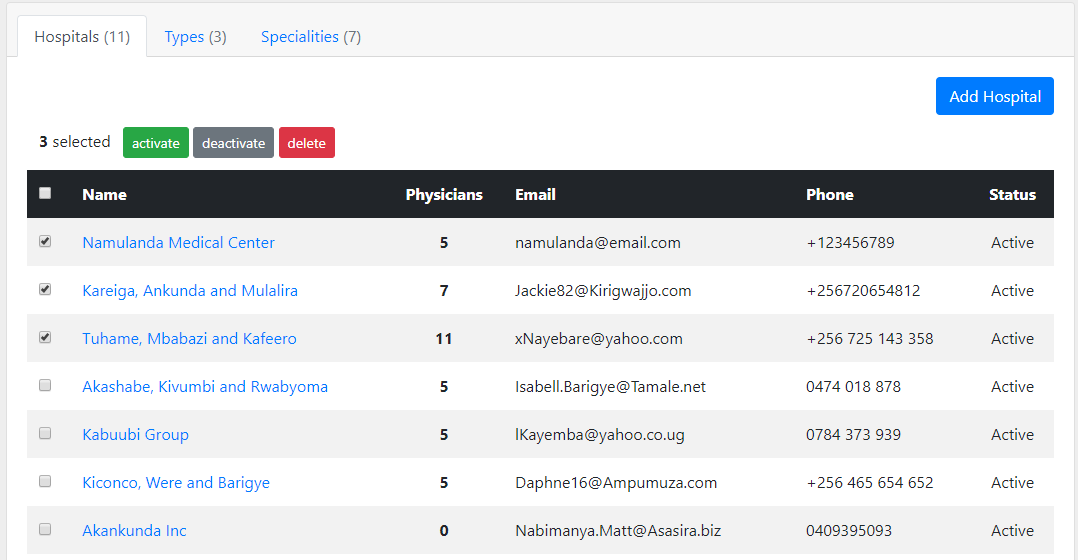 Hospitals (11) Types (3) Specialities (7)
Add Hospital
3 selected activate deactivate delete
Name Physicians Email Phone Status
Namulanda Medical Center 5 namulanda@email.com +123456789 Active
Kareiga, Ankunda and Mulalira 7 Jackie82@Kirigwajjo.com +256720654812 Active
Tuhame, Mbabazi and Kafeero 11 xNayebare@yahoo.com +256 725 143 358 Active
Akashabe, Kivumbi and Rwabyoma 5 Isabell.Barigye@Tamale.net 0474 018 878 Active
Kabuubi Group 5 lKayemba@yahoo.co.ug 0784 373 939 Active
Kiconco, Were and Barigye 5 Daphne16@Ampumuza.com +256 465 654 652 Active
Akankunda Inc 0 Nabimanya.Matt@Asasira.biz 0409395093 Active